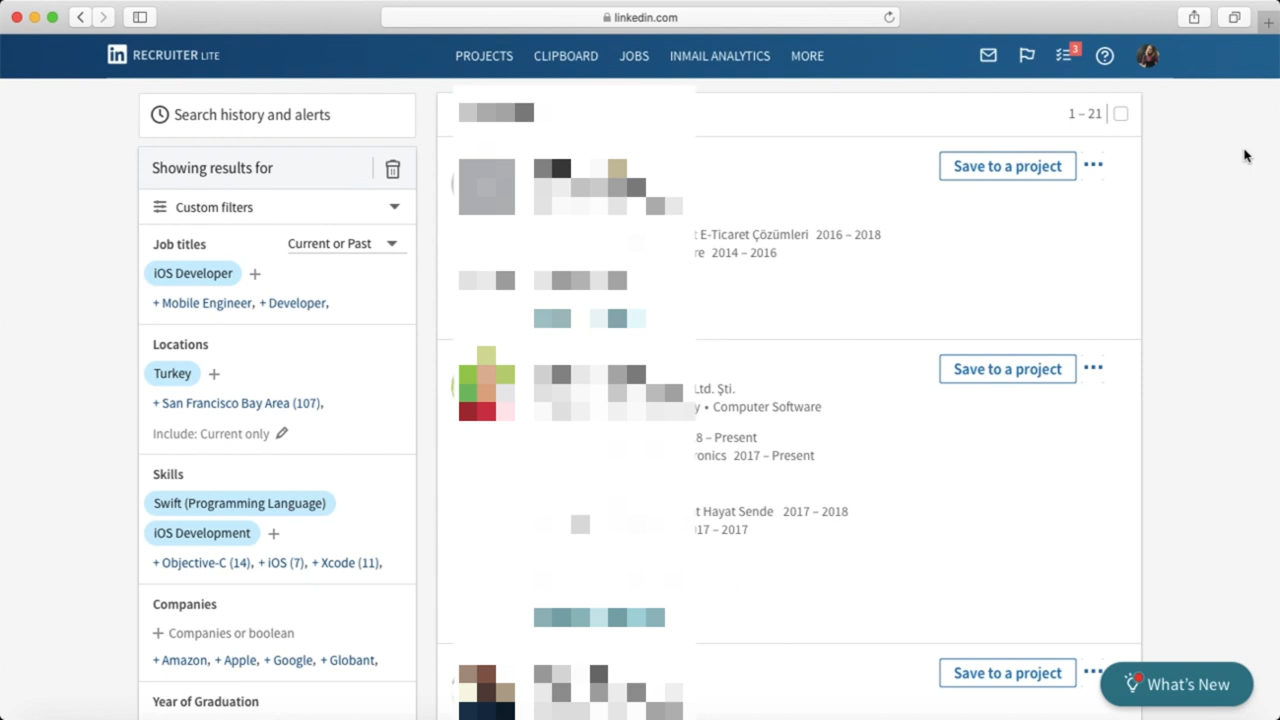 linkedin.com
in RECRUITER LITE PROJECTS CLIPBOARD JOBS INMAIL ANALYTICS MORE 3
Search history and alerts
1 – 21
Showing results for
Save to a project
Custom filters
Job titles Current or Past
E-Ticaret Çözümleri 2016 – 2018
2014 – 2016
iOS Developer +
+ Mobile Engineer, + Developer,
Locations
Turkey +
Save to a project
Ltd. Şti.
+ San Francisco Bay Area (107),
• Computer Software
Include: Current only
8 – Present
2017 – Present
Skills
Swift (Programming Language)
Hayat Sende 2017 – 2018
iOS Development +
– 2017
+ Objective-C (14), + iOS (7), + Xcode (11),
Companies
+ Companies or boolean
+ Amazon, + Apple, + Google, + Globant,
Save to a project
What's New
Year of Graduation